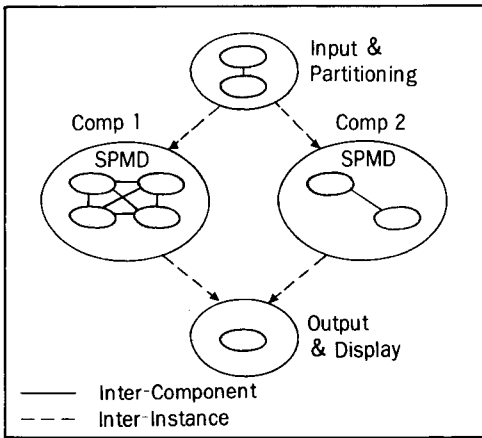 Input &
Partitioning
Comp 1
Comp 2
SPMD
SPMD
Output
& Display
Inter-Component
Inter-Instance